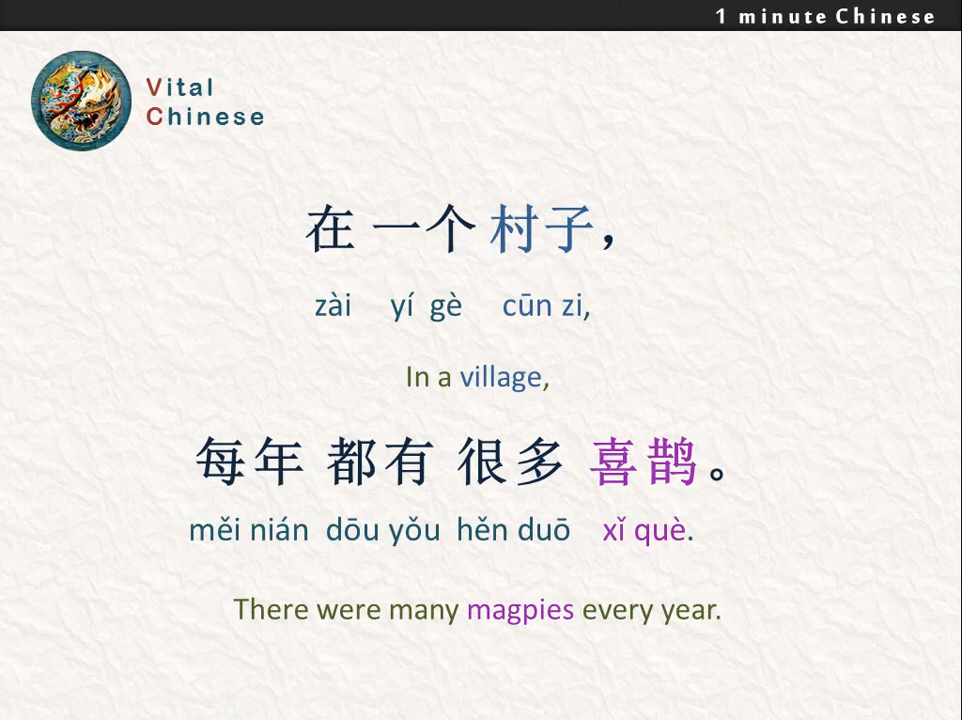 1 minute Chinese
Vital
Chinese
在 一个 村子，
zài yí gè cūn zi,
In a village,
每年 都有 很多 喜鹊。
měi nián dōu yǒu hěn duō xǐ què.
There were many magpies every year.